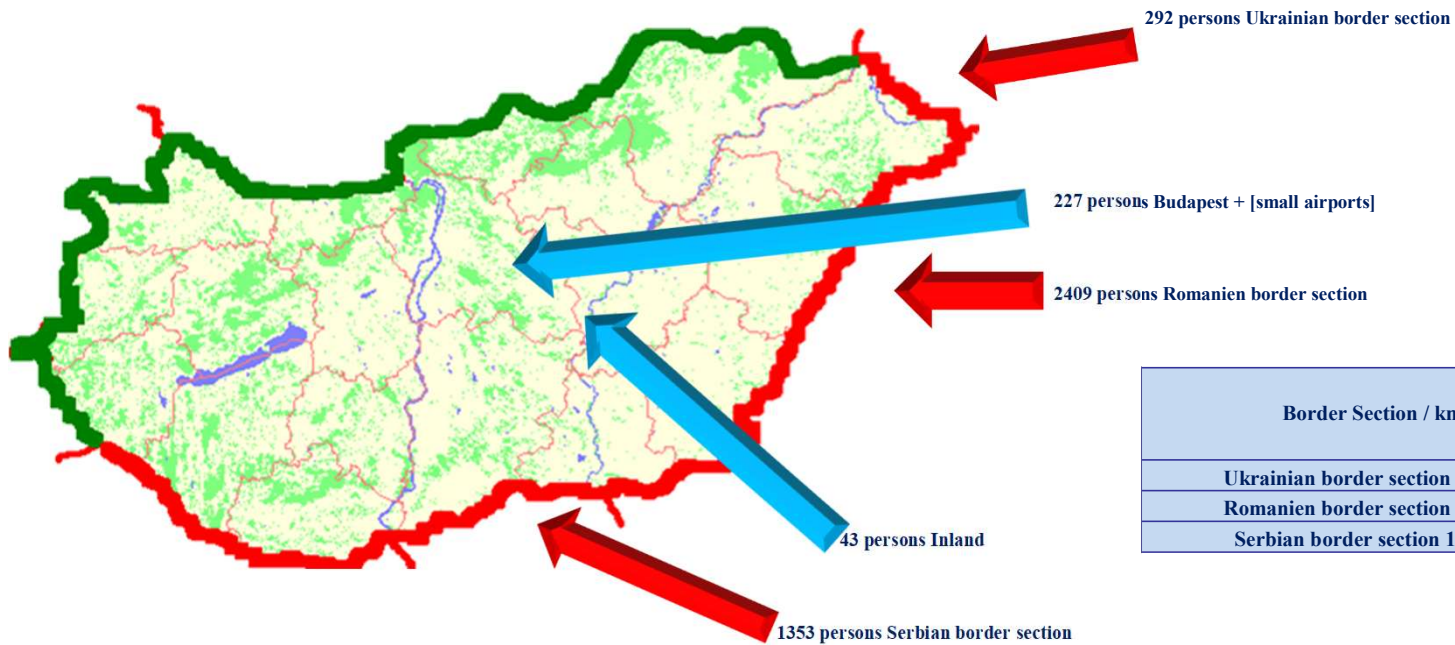 292 persons Ukrainian border section
227 persons Budapest + [small airports]
2409 persons Romanien border section
Border Section / km
Ukrainian border section
Romanien border section
Serbian border section 1
43 persons Inland
1353 persons Serbian border section